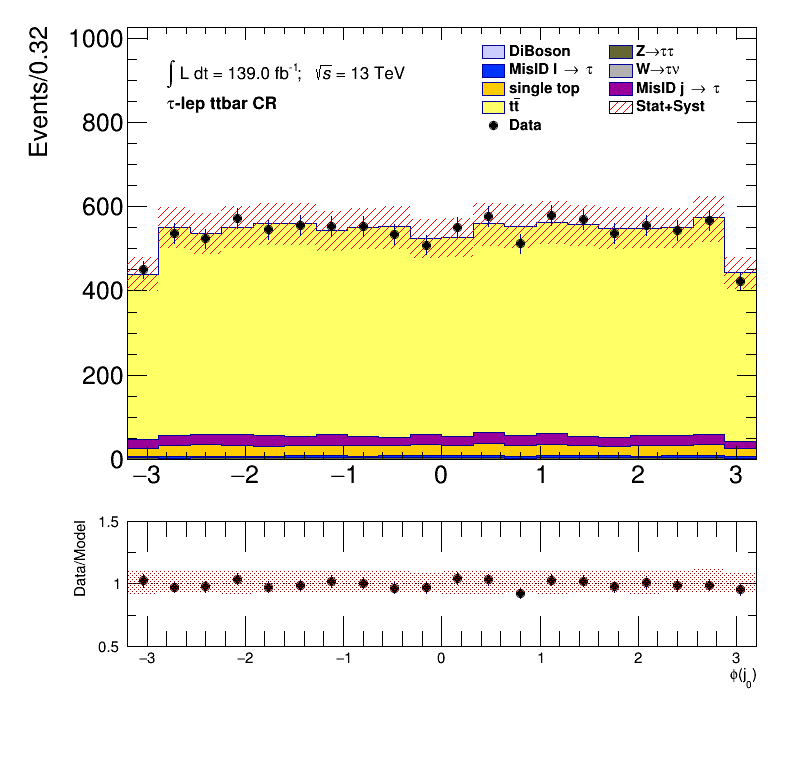 Events/0.32
1000
800
600
400
200
0
∫ L dt = 139.0 fb⁻¹; √s = 13 TeV
τ-lep ttbar CR
DiBoson
MisID l → τ
single top
tt̄
Data
Z→ττ
W→τν
MisID j → τ
Stat+Syst
−3 −2 −1 0 1 2 3
Data/Model
1.5
1
0.5
−3 −2 −1 0 1 2 3
ϕ(j₀)